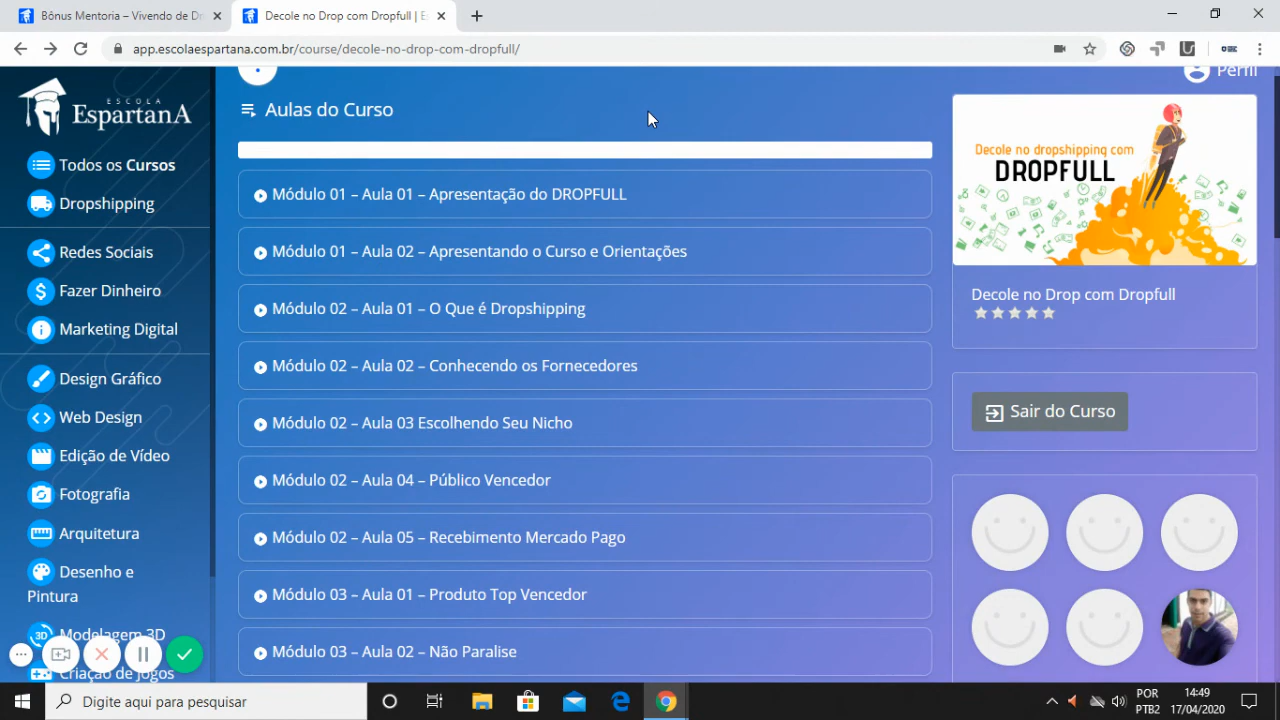 Bônus Mentoria – Vivendo de Dr
Decole no Drop com Dropfull | Es
app.escolaespartana.com.br/course/decole-no-drop-com-dropfull/
ESCOLA
EspartanA
Todos os Cursos
Dropshipping
Redes Sociais
Fazer Dinheiro
Marketing Digital
Design Gráfico
Web Design
Edição de Vídeo
Fotografia
Arquitetura
Desenho e
Pintura
3D Modelagem 3D
Criação de Jogos
Aulas do Curso
Módulo 01 – Aula 01 – Apresentação do DROPFULL
Módulo 01 – Aula 02 – Apresentando o Curso e Orientações
Módulo 02 – Aula 01 – O Que é Dropshipping
Módulo 02 – Aula 02 – Conhecendo os Fornecedores
Módulo 02 – Aula 03 Escolhendo Seu Nicho
Módulo 02 – Aula 04 – Público Vencedor
Módulo 02 – Aula 05 – Recebimento Mercado Pago
Módulo 03 – Aula 01 – Produto Top Vencedor
Módulo 03 – Aula 02 – Não Paralise
Perfil
Decole no dropshipping com
DROPFULL
Decole no Drop com Dropfull
Sair do Curso
Digite aqui para pesquisar
POR
PTB2
14:49
17/04/2020